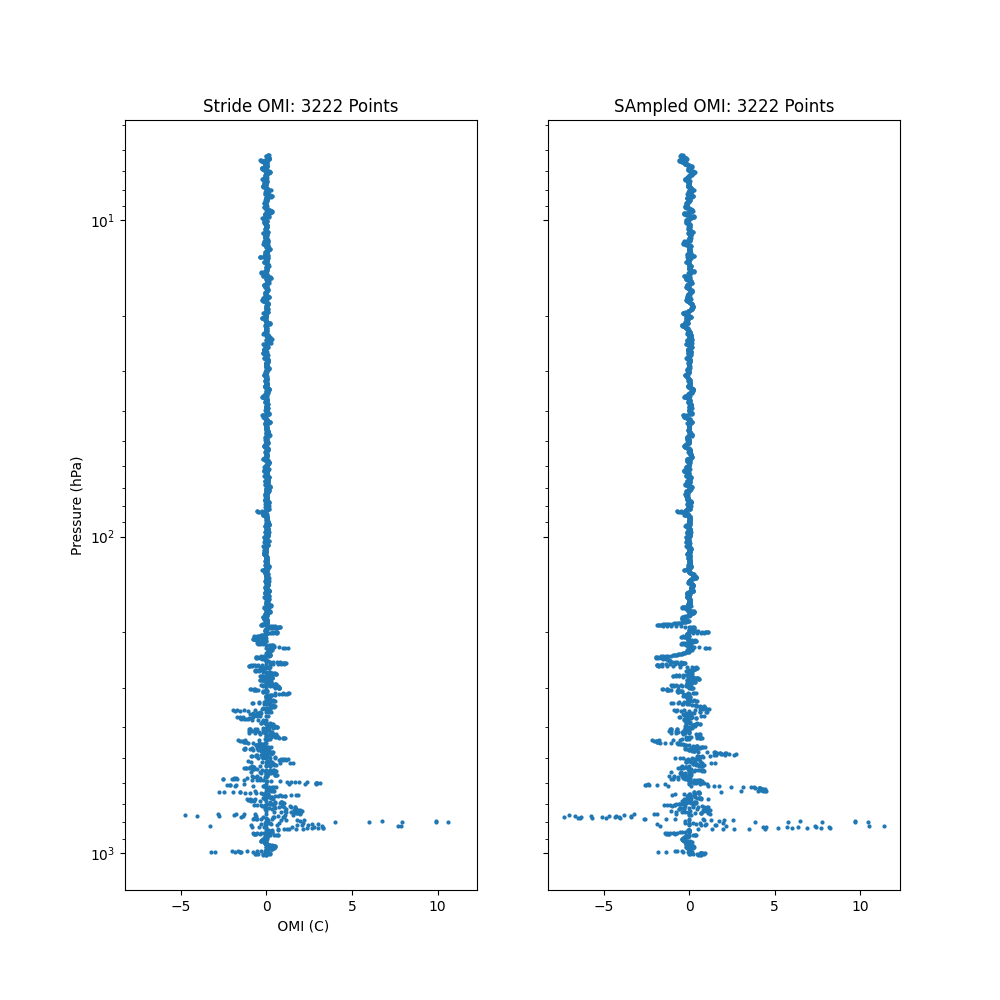 Stride OMI: 3222 Points
SAmpled OMI: 3222 Points
Pressure (hPa)
10¹
10²
10³
−5 0 5 10
−5 0 5 10
OMI (C)